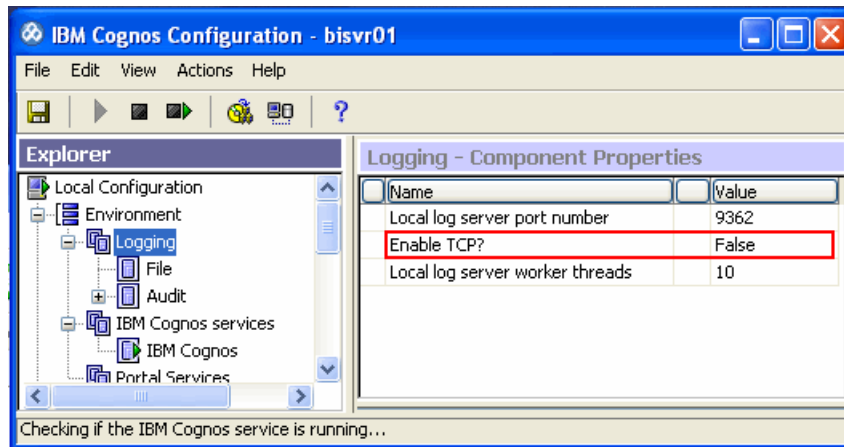 IBM Cognos Configuration - bisvr01
File Edit View Actions Help
?
Explorer
Logging - Component Properties
Local Configuration
Environment
Logging
File
Audit
IBM Cognos services
IBM Cognos
Portal Services
Name Value
Local log server port number 9362
Enable TCP? False
Local log server worker threads 10
Checking if the IBM Cognos service is running...